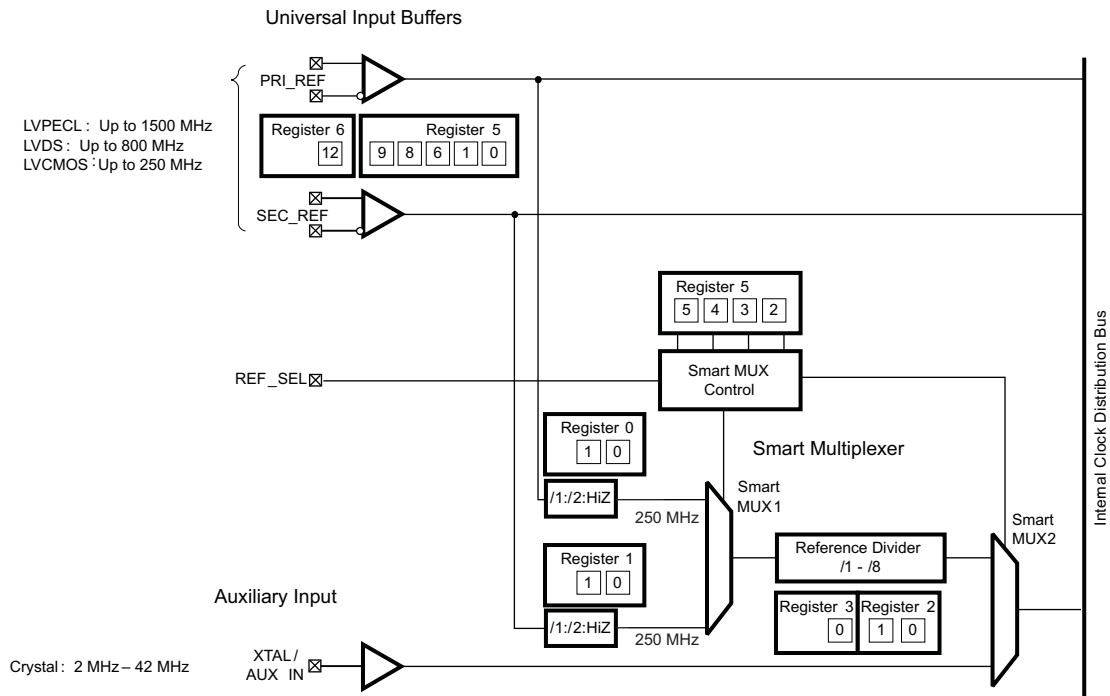 Universal Input Buffers
PRI_REF
LVPECL : Up to 1500 MHz
LVDS : Up to 800 MHz
LVCMOS : Up to 250 MHz
Register 6
12
Register 5
9 8 6 1 0
SEC_REF
Register 5
5 4 3 2
REF_SEL
Smart MUX
Control
Register 0
1 0
Smart Multiplexer
/1:/2:HiZ
250 MHz
Smart
MUX1
Register 1
1 0
Reference Divider
/1 - /8
Smart
MUX2
Auxiliary Input
/1:/2:HiZ
250 MHz
Register 3
0
Register 2
1 0
Crystal : 2 MHz – 42 MHz
XTAL/
AUX IN
Internal Clock Distribution Bus